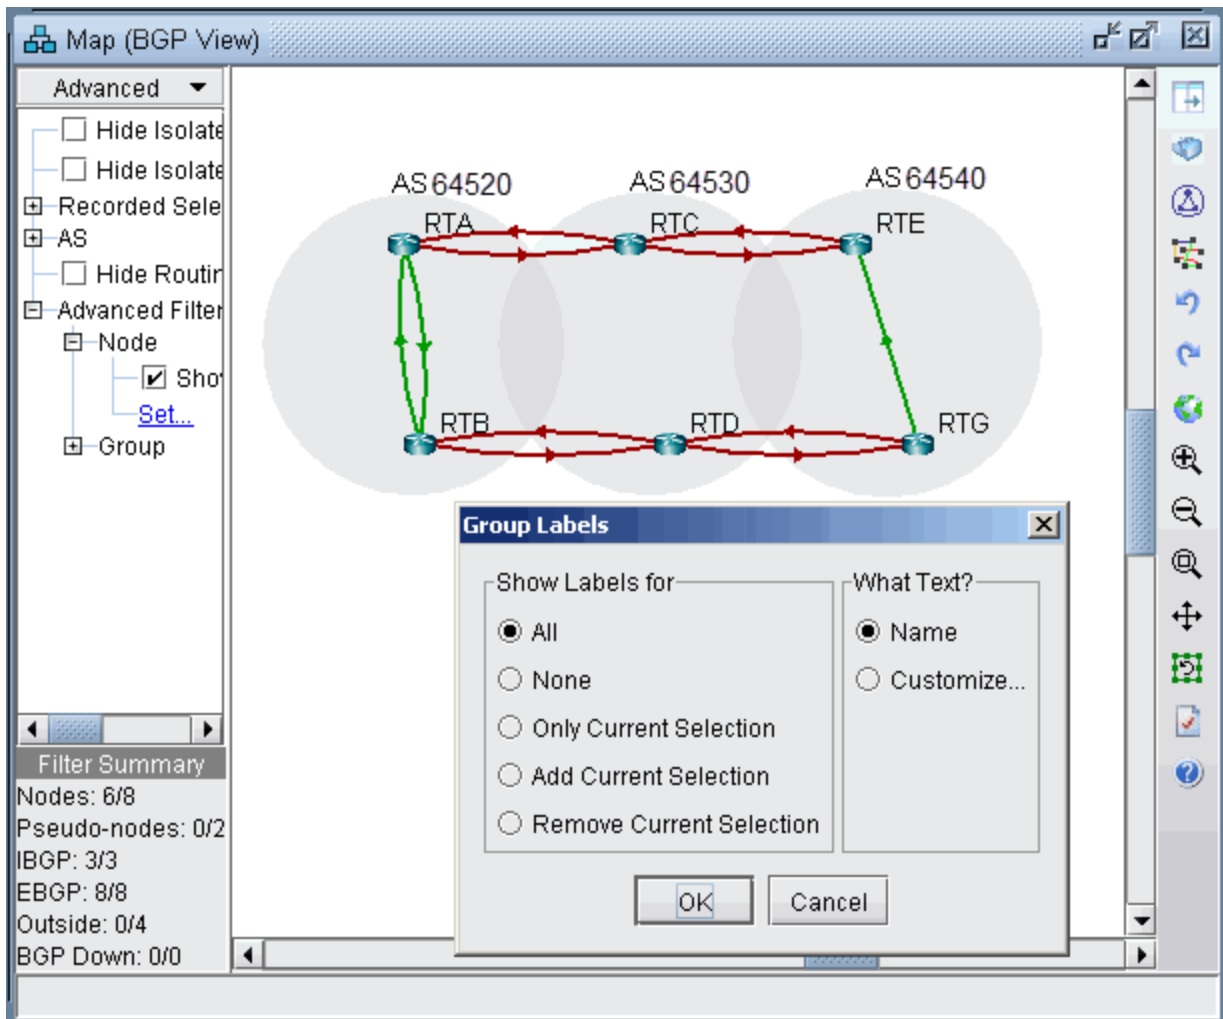 Map (BGP View)
Advanced
Hide Isolate
Hide Isolate
Recorded Sele
AS
Hide Routin
Advanced Filter
Node
Sho
Set...
Group
Filter Summary
Nodes: 6/8
Pseudo-nodes: 0/2
IBGP: 3/3
EBGP: 8/8
Outside: 0/4
BGP Down: 0/0
AS 64520
AS 64530
AS 64540
RTA
RTC
RTE
RTB
RTD
RTG
Group Labels
Show Labels for
All
None
Only Current Selection
Add Current Selection
Remove Current Selection
What Text?
Name
Customize...
OK
Cancel